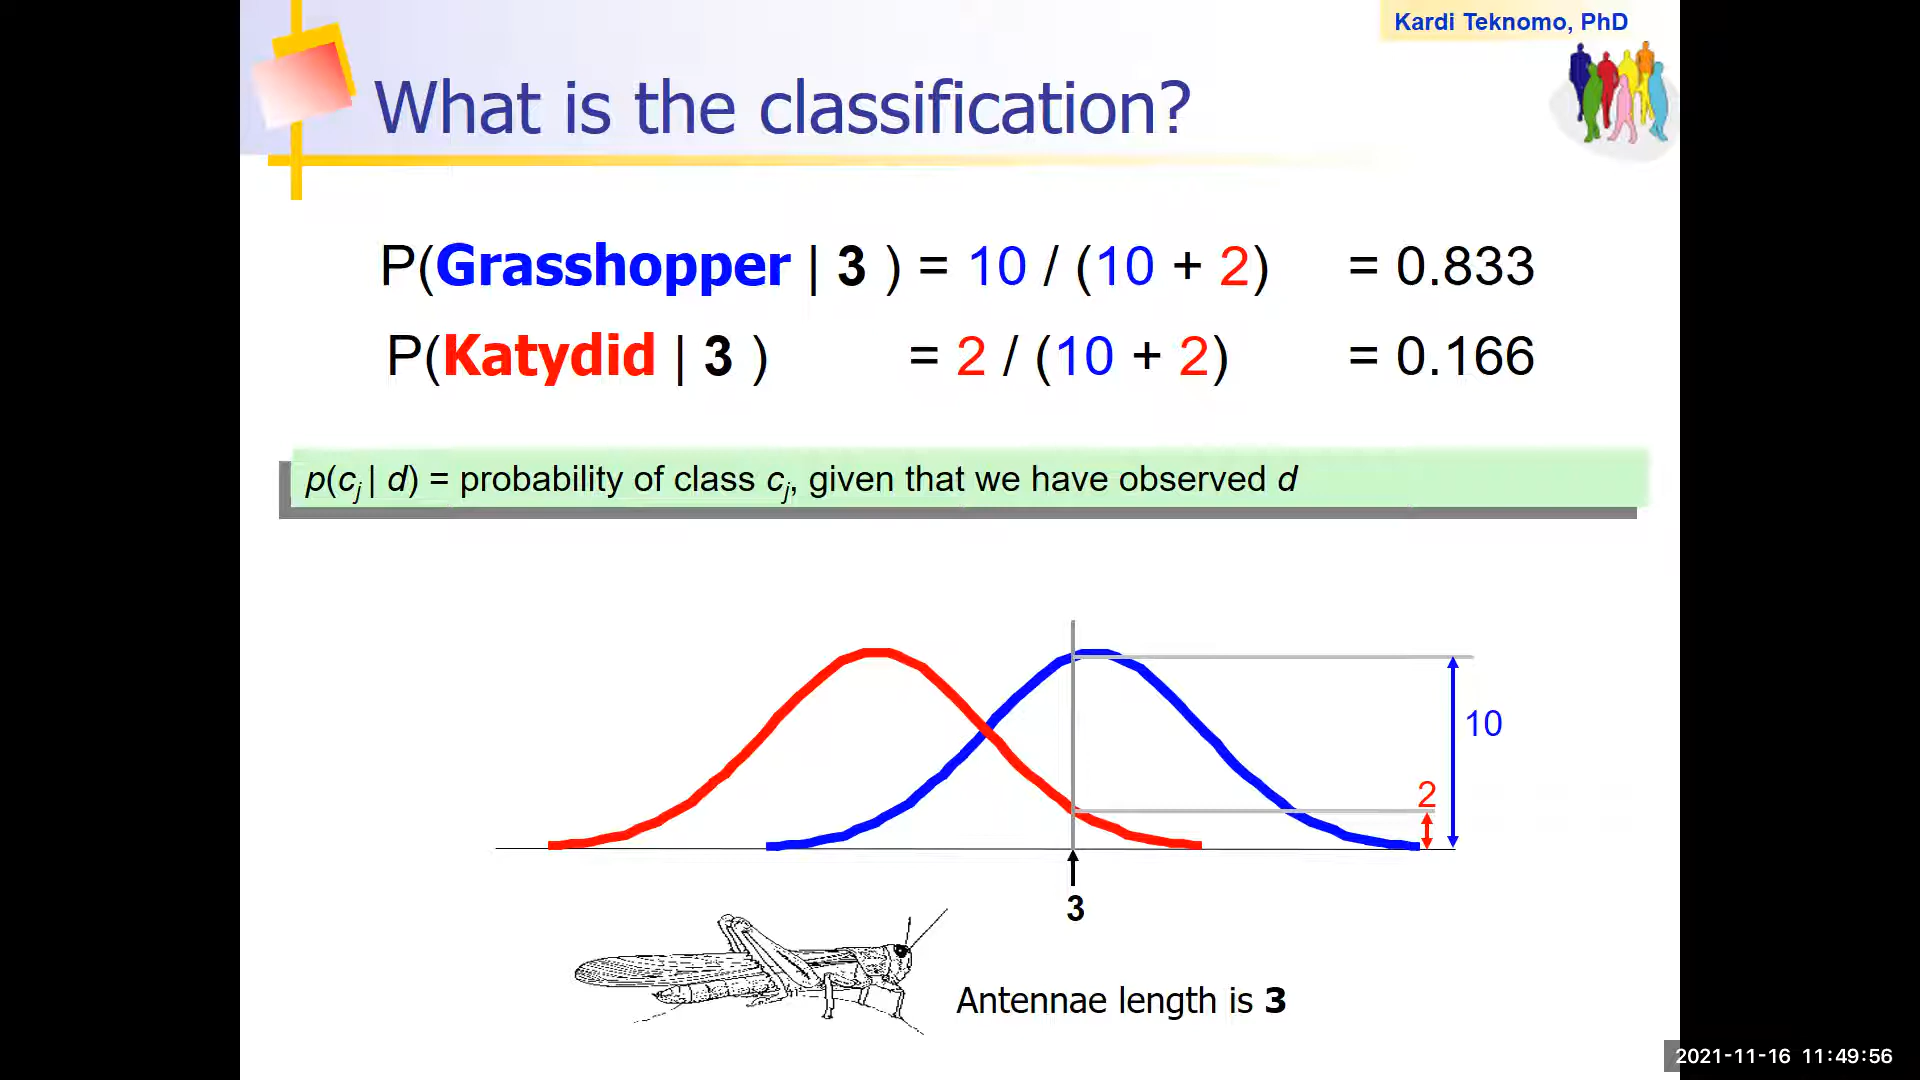 Kardi Teknomo, PhD
What is the classification?
P(Grasshopper | 3 ) = 10 / (10 + 2) = 0.833
P(Katydid | 3 ) = 2 / (10 + 2) = 0.166
p(cj | d) = probability of class cj, given that we have observed d
10
2
3
Antennae length is 3
2021-11-16 11:49:56